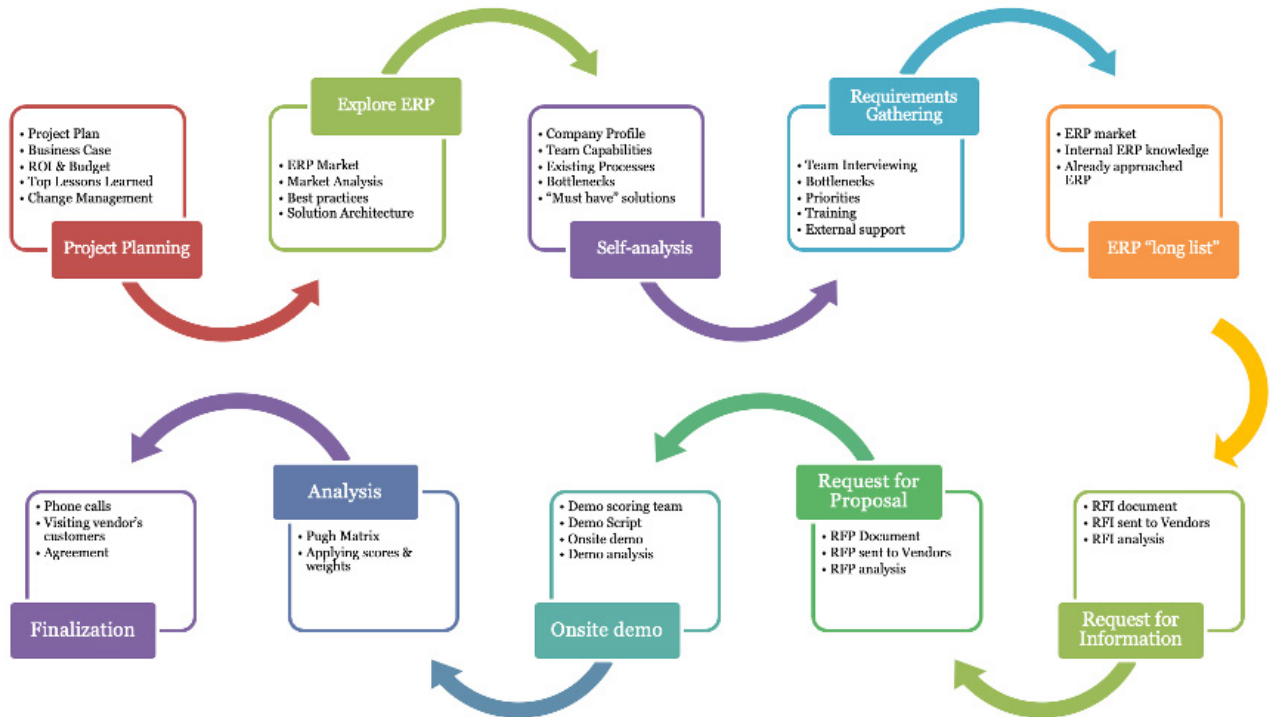 • Project Plan
• Business Case
• ROI & Budget
• Top Lessons Learned
• Change Management
Project Planning
Explore ERP
• ERP Market
• Market Analysis
• Best practices
• Solution Architecture
• Company Profile
• Team Capabilities
• Existing Processes
• Bottlenecks
• “Must have” solutions
Self-analysis
Requirements
Gathering
• Team Interviewing
• Bottlenecks
• Priorities
• Training
• External support
• ERP market
• Internal ERP knowledge
• Already approached
ERP
ERP “long list”
• RFI document
• RFI sent to Vendors
• RFI analysis
Request for
Information
Request for
Proposal
• RFP Document
• RFP sent to Vendors
• RFP analysis
• Demo scoring team
• Demo Script
• Onsite demo
• Demo analysis
Onsite demo
Analysis
• Pugh Matrix
• Applying scores &
weights
• Phone calls
• Visiting vendor’s
customers
• Agreement
Finalization